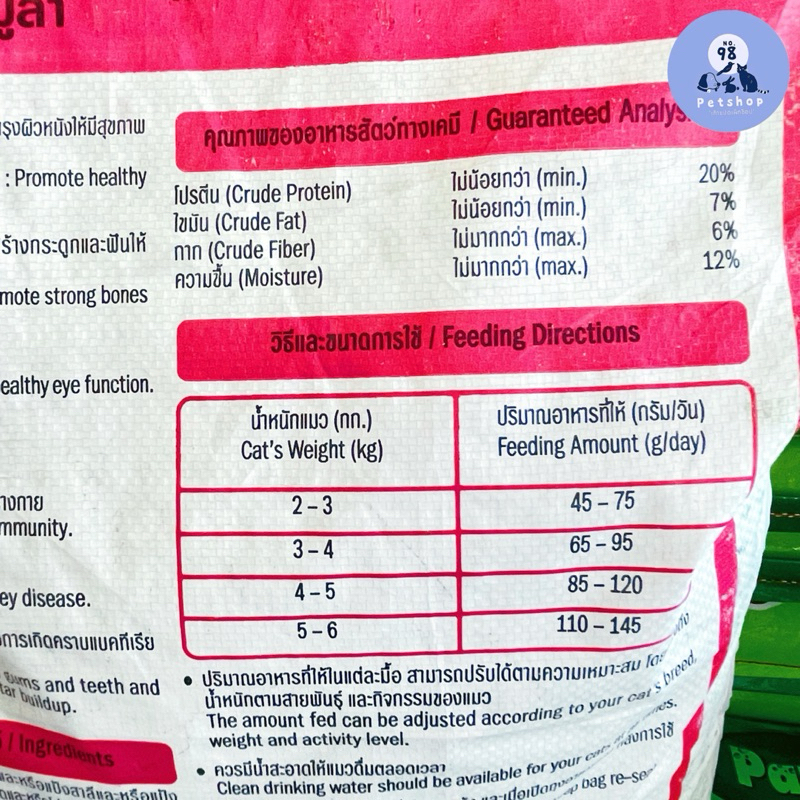 มูลา
NO. 98
Petshop
รุงผิวหนังให้มีสุขภาพ
: Promote healthy
ร้างกระดูกและฟันให้
mote strong bones
ealthy eye function.
างกาย
mmunity.
ey disease.
การเกิดคราบแบคทีเรีย
gums and teeth and
tar buildup.
/ Ingredients
คุณภาพของอาหารสัตว์ทางเคมี / Guaranteed Analys
โปรตีน (Crude Protein) ไม่น้อยกว่า (min.) 20%
ไขมัน (Crude Fat) ไม่น้อยกว่า (min.) 7%
กาก (Crude Fiber) ไม่มากกว่า (max.) 6%
ความชื้น (Moisture) ไม่มากกว่า (max.) 12%
วิธีและขนาดการใช้ / Feeding Directions
น้ำหนักแมว (กก.) ปริมาณอาหารที่ให้ (กรัม/วัน)
Cat's Weight (kg) Feeding Amount (g/day)
2 – 3 45 – 75
3 – 4 65 – 95
4 – 5 85 – 120
5 – 6 110 – 145
• ปริมาณอาหารที่ให้ในแต่ละมื้อ สามารถปรับได้ตามความเหมาะสม
น้ำหนักตามสายพันธุ์ และกิจกรรมของแมว
The amount fed can be adjusted according to your cat's breed,
weight and activity level.
• ควรมีน้ำสะอาดให้แมวดื่มตลอดเวลา
Clean drinking water should be available for your cat
bag re-se
Pa